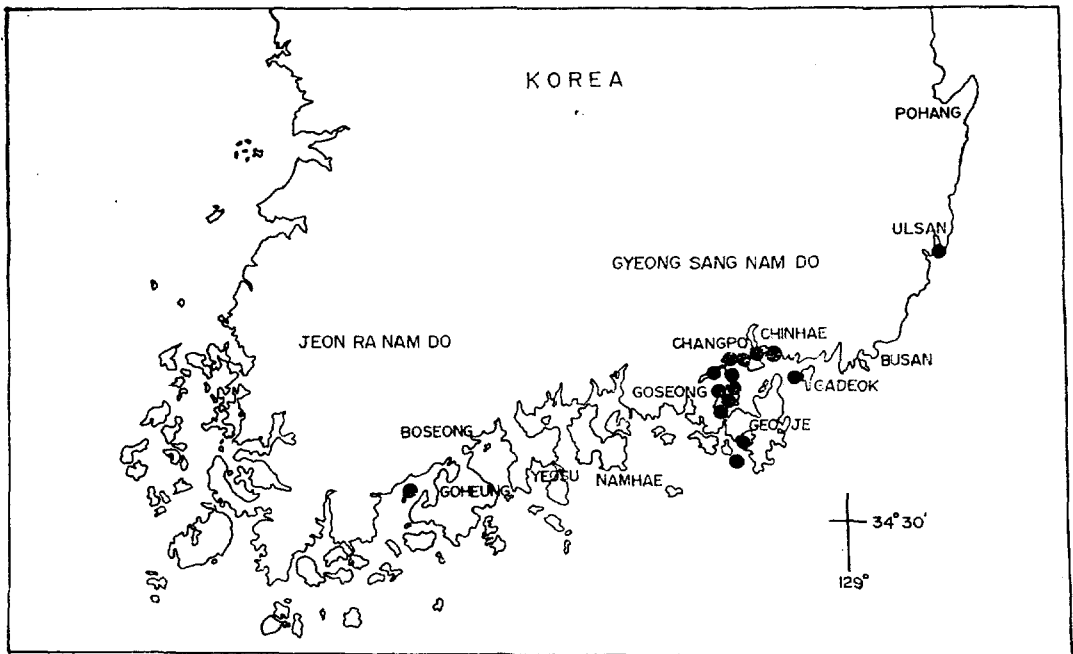 KOREA
POHANG
ULSAN
GYEONG SANG NAM DO
CHINHAE
CHANGPO
JEON RA NAM DO
BUSAN
GADEOK
GOSEONG
GEOJE
BOSEONG
YEOSU
NAMHAE
GOHEUNG
34°30'
129°